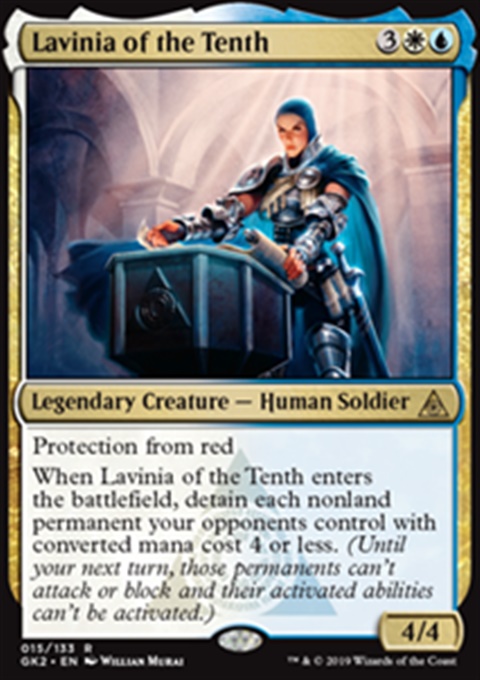 Lavinia of the Tenth 3
Legendary Creature — Human Soldier
Protection from red
When Lavinia of the Tenth enters
the battlefield, detain each nonland
permanent your opponents control with
converted mana cost 4 or less. (Until
your next turn, those permanents can't
attack or block and their activated abilities
can't be activated.)
4/4
015/133 R
GK2 • EN Willian Murai
™ & © 2019 Wizards of the Coast